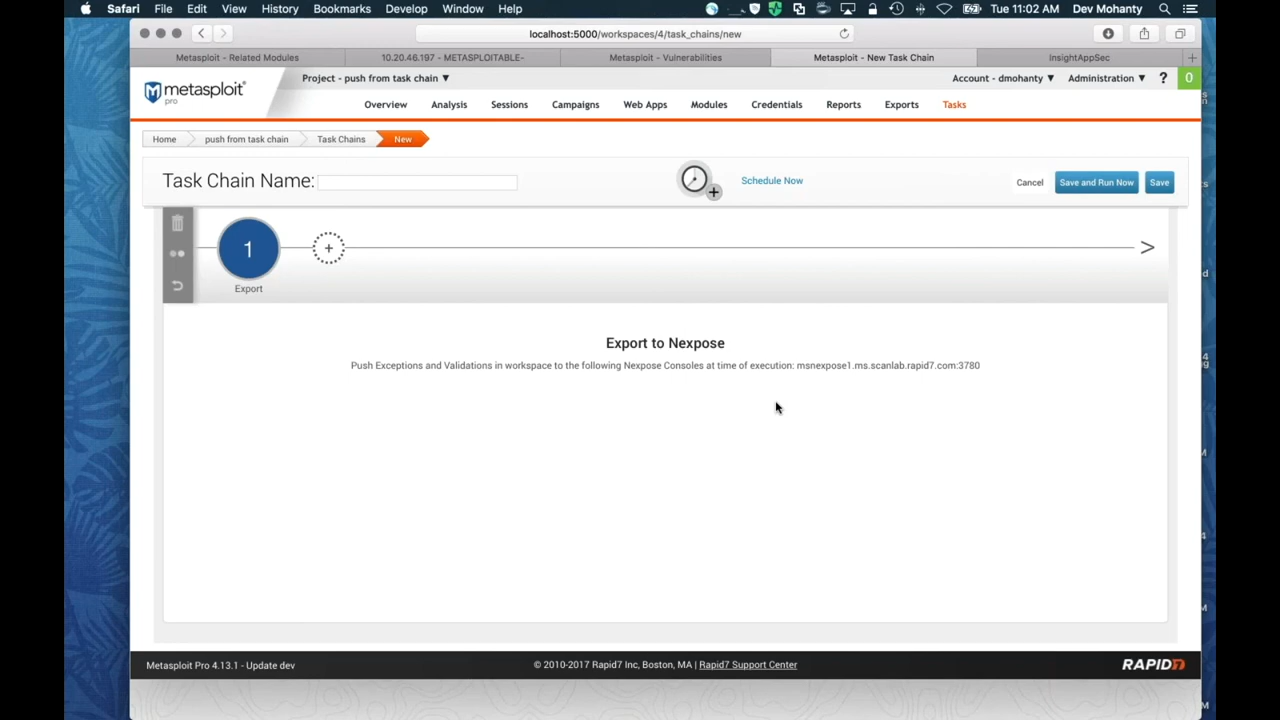 Safari File Edit View History Bookmarks Develop Window Help Tue 11:02 AM Dev Mohanty
localhost:5000/workspaces/4/task_chains/new
Metasploit - Related Modules 10.20.46.197 - METASPLOITABLE- Metasploit - Vulnerabilities Metasploit - New Task Chain InsightAppSec +
metasploit pro
Project - push from task chain ▼ Account - dmohanty ▼ Administration ▼ ? 0
Overview Analysis Sessions Campaigns Web Apps Modules Credentials Reports Exports Tasks
Home push from task chain Task Chains New
Task Chain Name: Schedule Now Cancel Save and Run Now Save
1 + >
Export
Export to Nexpose
Push Exceptions and Validations in workspace to the following Nexpose Consoles at time of execution: msnexpose1.ms.scanlab.rapid7.com:3780
Metasploit Pro 4.13.1 - Update dev © 2010-2017 Rapid7 Inc, Boston, MA | Rapid7 Support Center RAPID7